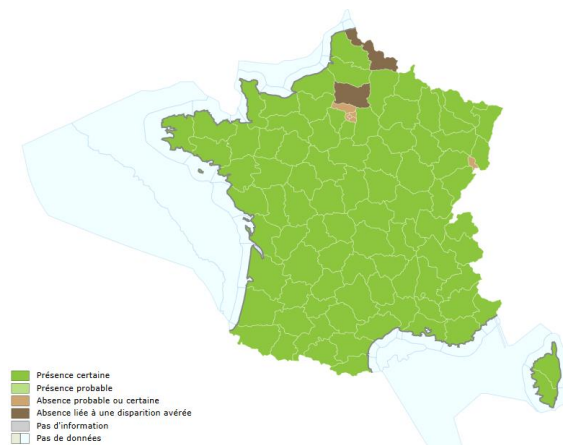 Présence certaine
Présence probable
Absence probable ou certaine
Absence liée à une disparition avérée
Pas d'information
Pas de données